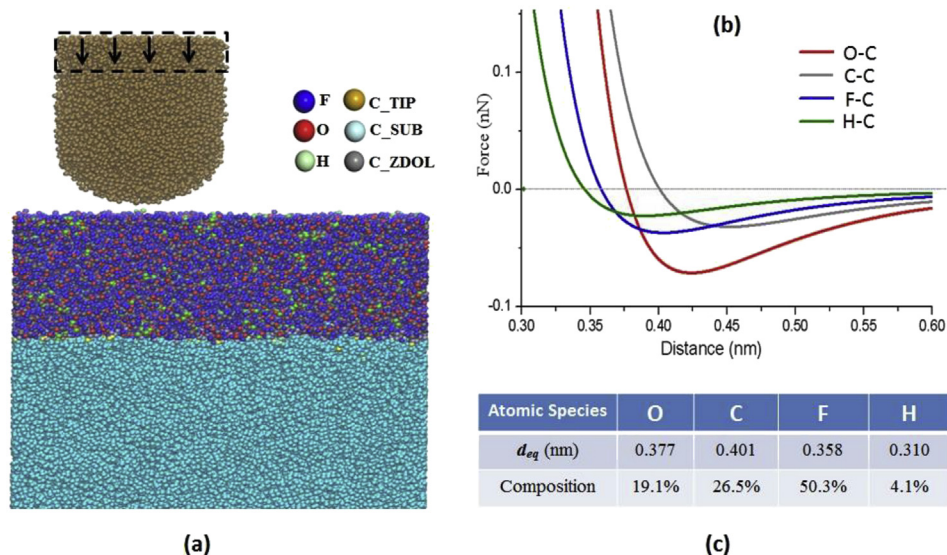 F C_TIP
O C_SUB
H C_ZDOL
(a)
(b)
O-C
C-C
F-C
H-C
Force (nN)
0.1
0.0
-0.1
0.30 0.35 0.40 0.45 0.50 0.55 0.60
Distance (nm)
Atomic Species O C F H
deq (nm) 0.377 0.401 0.358 0.310
Composition 19.1% 26.5% 50.3% 4.1%
(c)